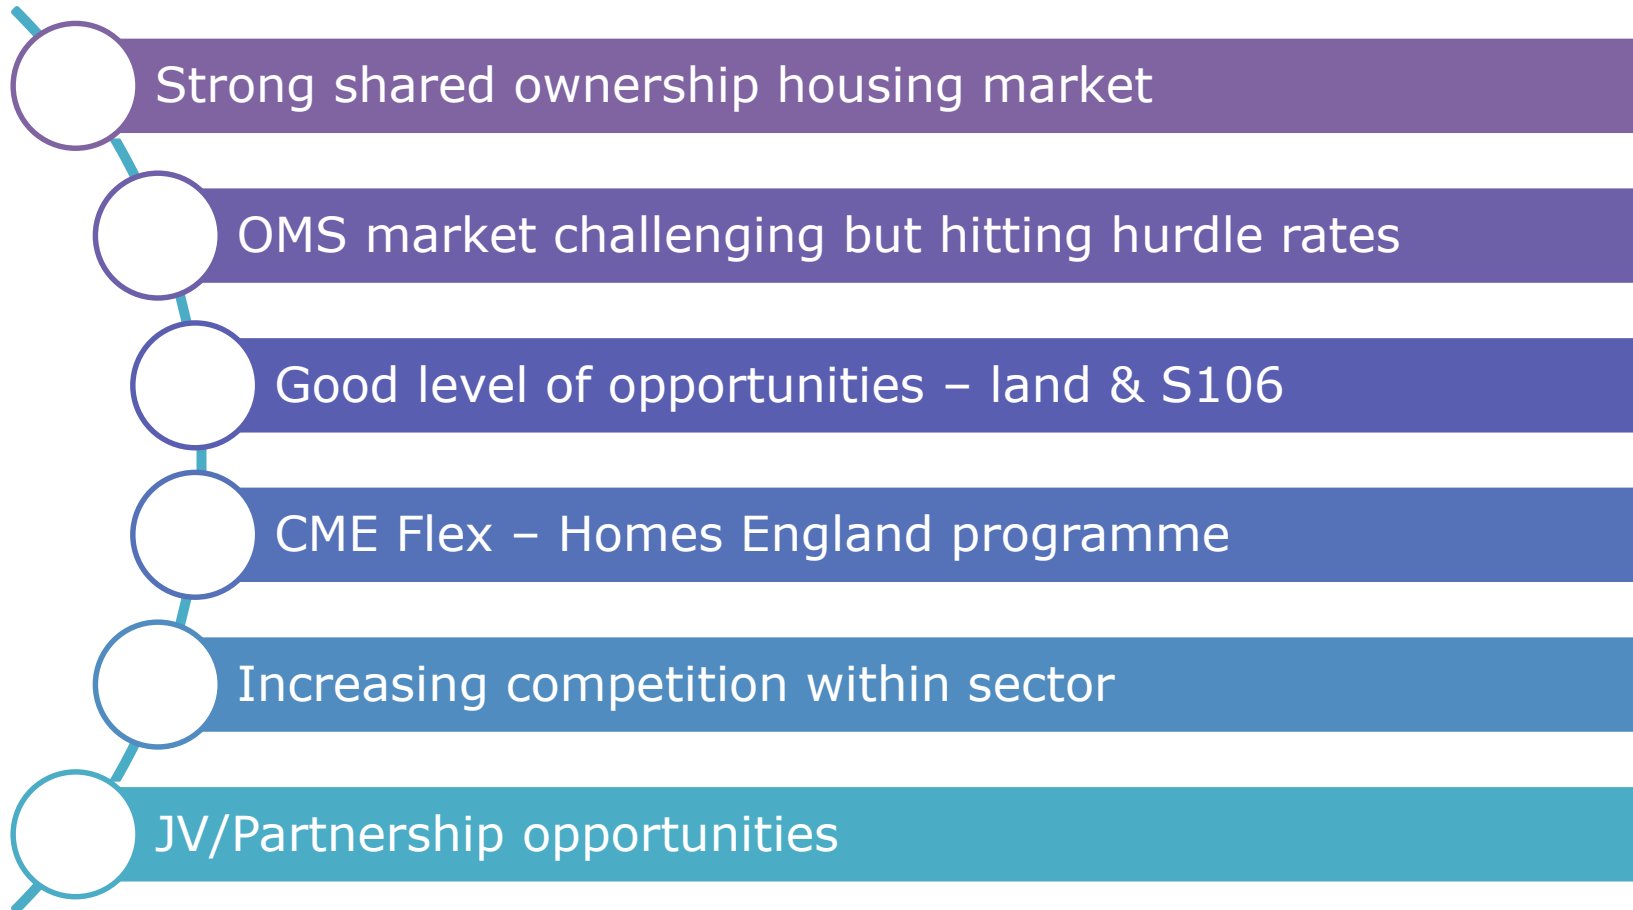 Strong shared ownership housing market
OMS market challenging but hitting hurdle rates
Good level of opportunities – land & S106
CME Flex – Homes England programme
Increasing competition within sector
JV/Partnership opportunities